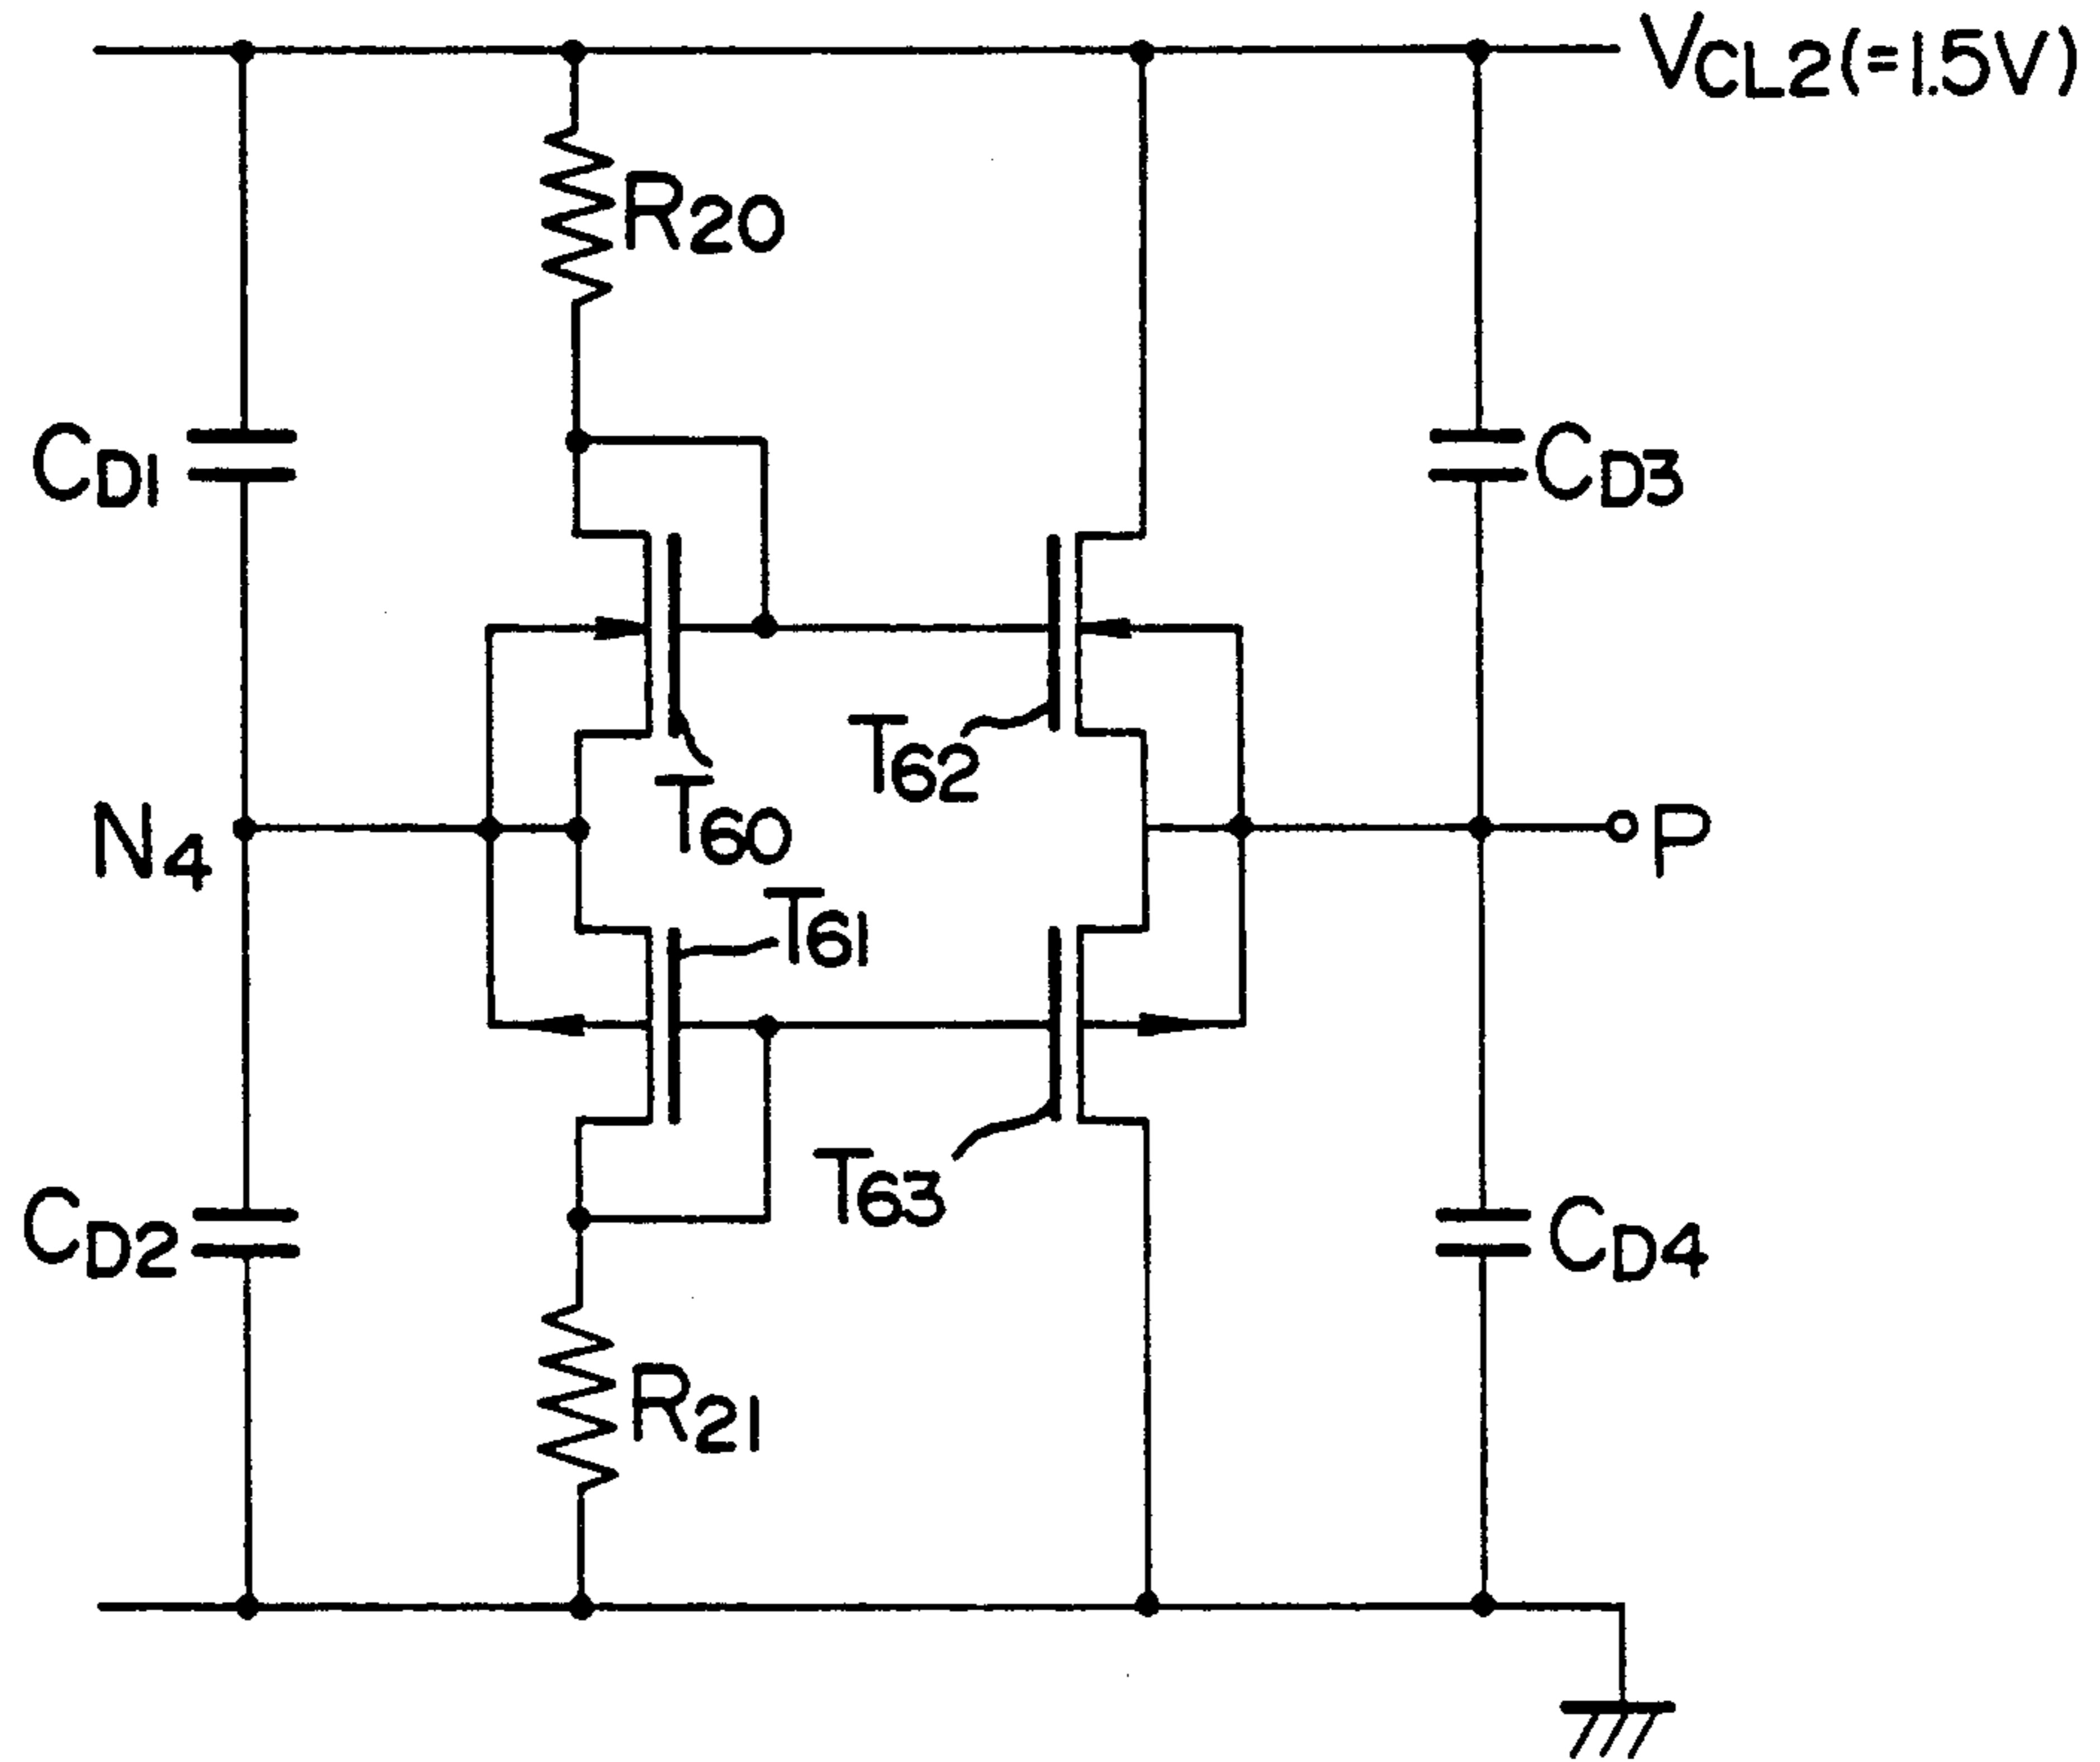 VCL2(=1.5V)
R20
CD1
CD3
T62
T60
N4
P
T61
T63
CD2
CD4
R21